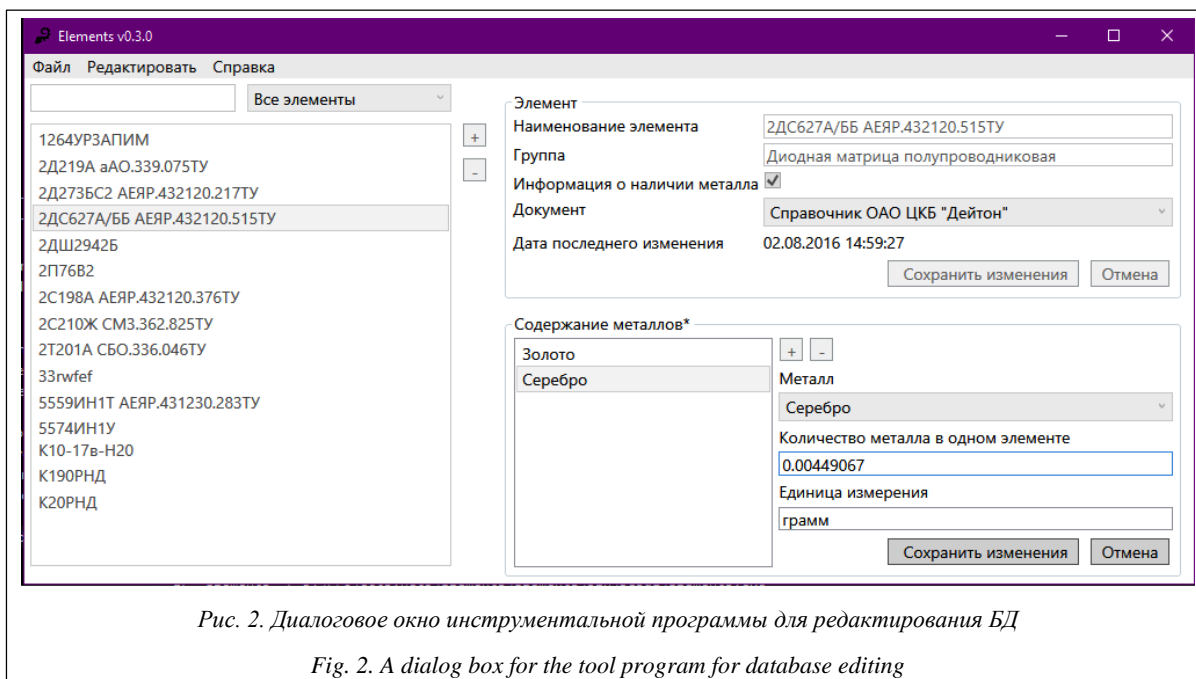 Elements v0.3.0
Файл Редактировать Справка
Все элементы
1264УРЗАПИМ
2Д219А аАО.339.075ТУ
2Д273БС2 АЕЯР.432120.217ТУ
2ДС627А/ББ АЕЯР.432120.515ТУ
2ДШ2942Б
2П76В2
2С198А АЕЯР.432120.376ТУ
2С210Ж СМ3.362.825ТУ
2Т201А СБО.336.046ТУ
33rwfef
5559ИН1Т АЕЯР.431230.283ТУ
5574ИН1У
К10-17в-Н20
К190РНД
К20РНД
+
-
Элемент
Наименование элемента 2ДС627А/ББ АЕЯР.432120.515ТУ
Группа Диодная матрица полупроводниковая
Информация о наличии металла
Документ Справочник ОАО ЦКБ "Дейтон"
Дата последнего изменения 02.08.2016 14:59:27
Сохранить изменения Отмена
Содержание металлов*
Золото
Серебро
+ -
Металл
Серебро
Количество металла в одном элементе
0.00449067
Единица измерения
грамм
Сохранить изменения Отмена
Рис. 2. Диалоговое окно инструментальной программы для редактирования БД
Fig. 2. A dialog box for the tool program for database editing